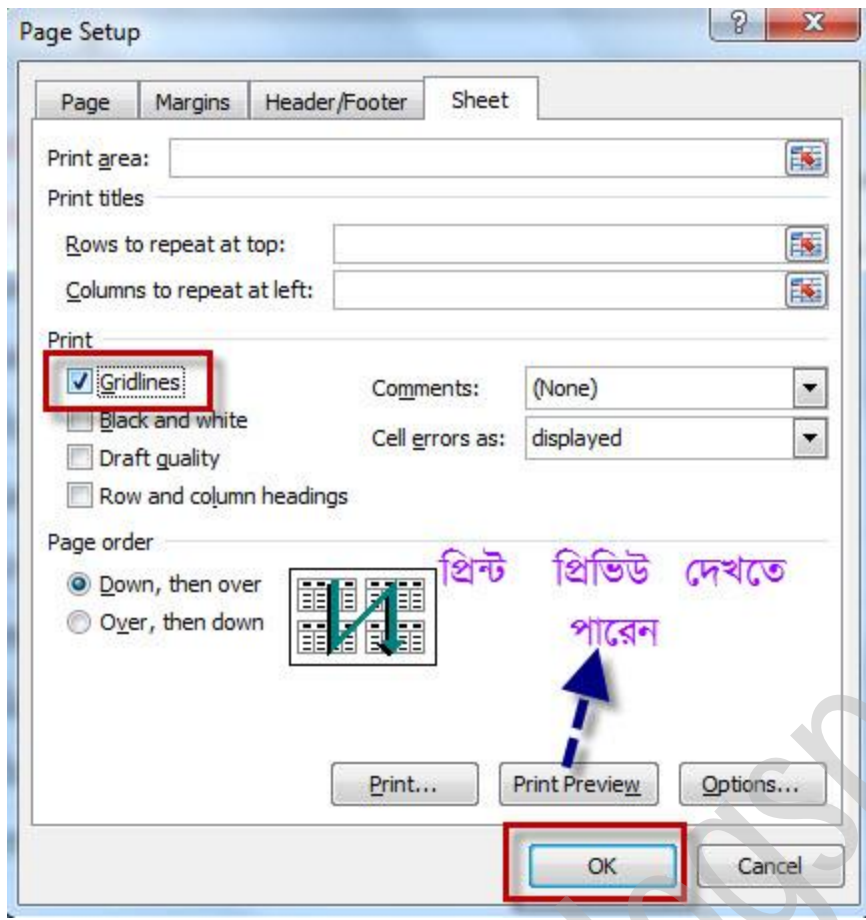 Page Setup
Page Margins Header/Footer Sheet
Print area:
Print titles
Rows to repeat at top:
Columns to repeat at left:
Print
Gridlines Comments: (None)
Black and white Cell errors as: displayed
Draft quality
Row and column headings
Page order
Down, then over
Over, then down
প্রিন্ট প্রিভিউ দেখতে
পারেন
Print... Print Preview Options...
OK Cancel